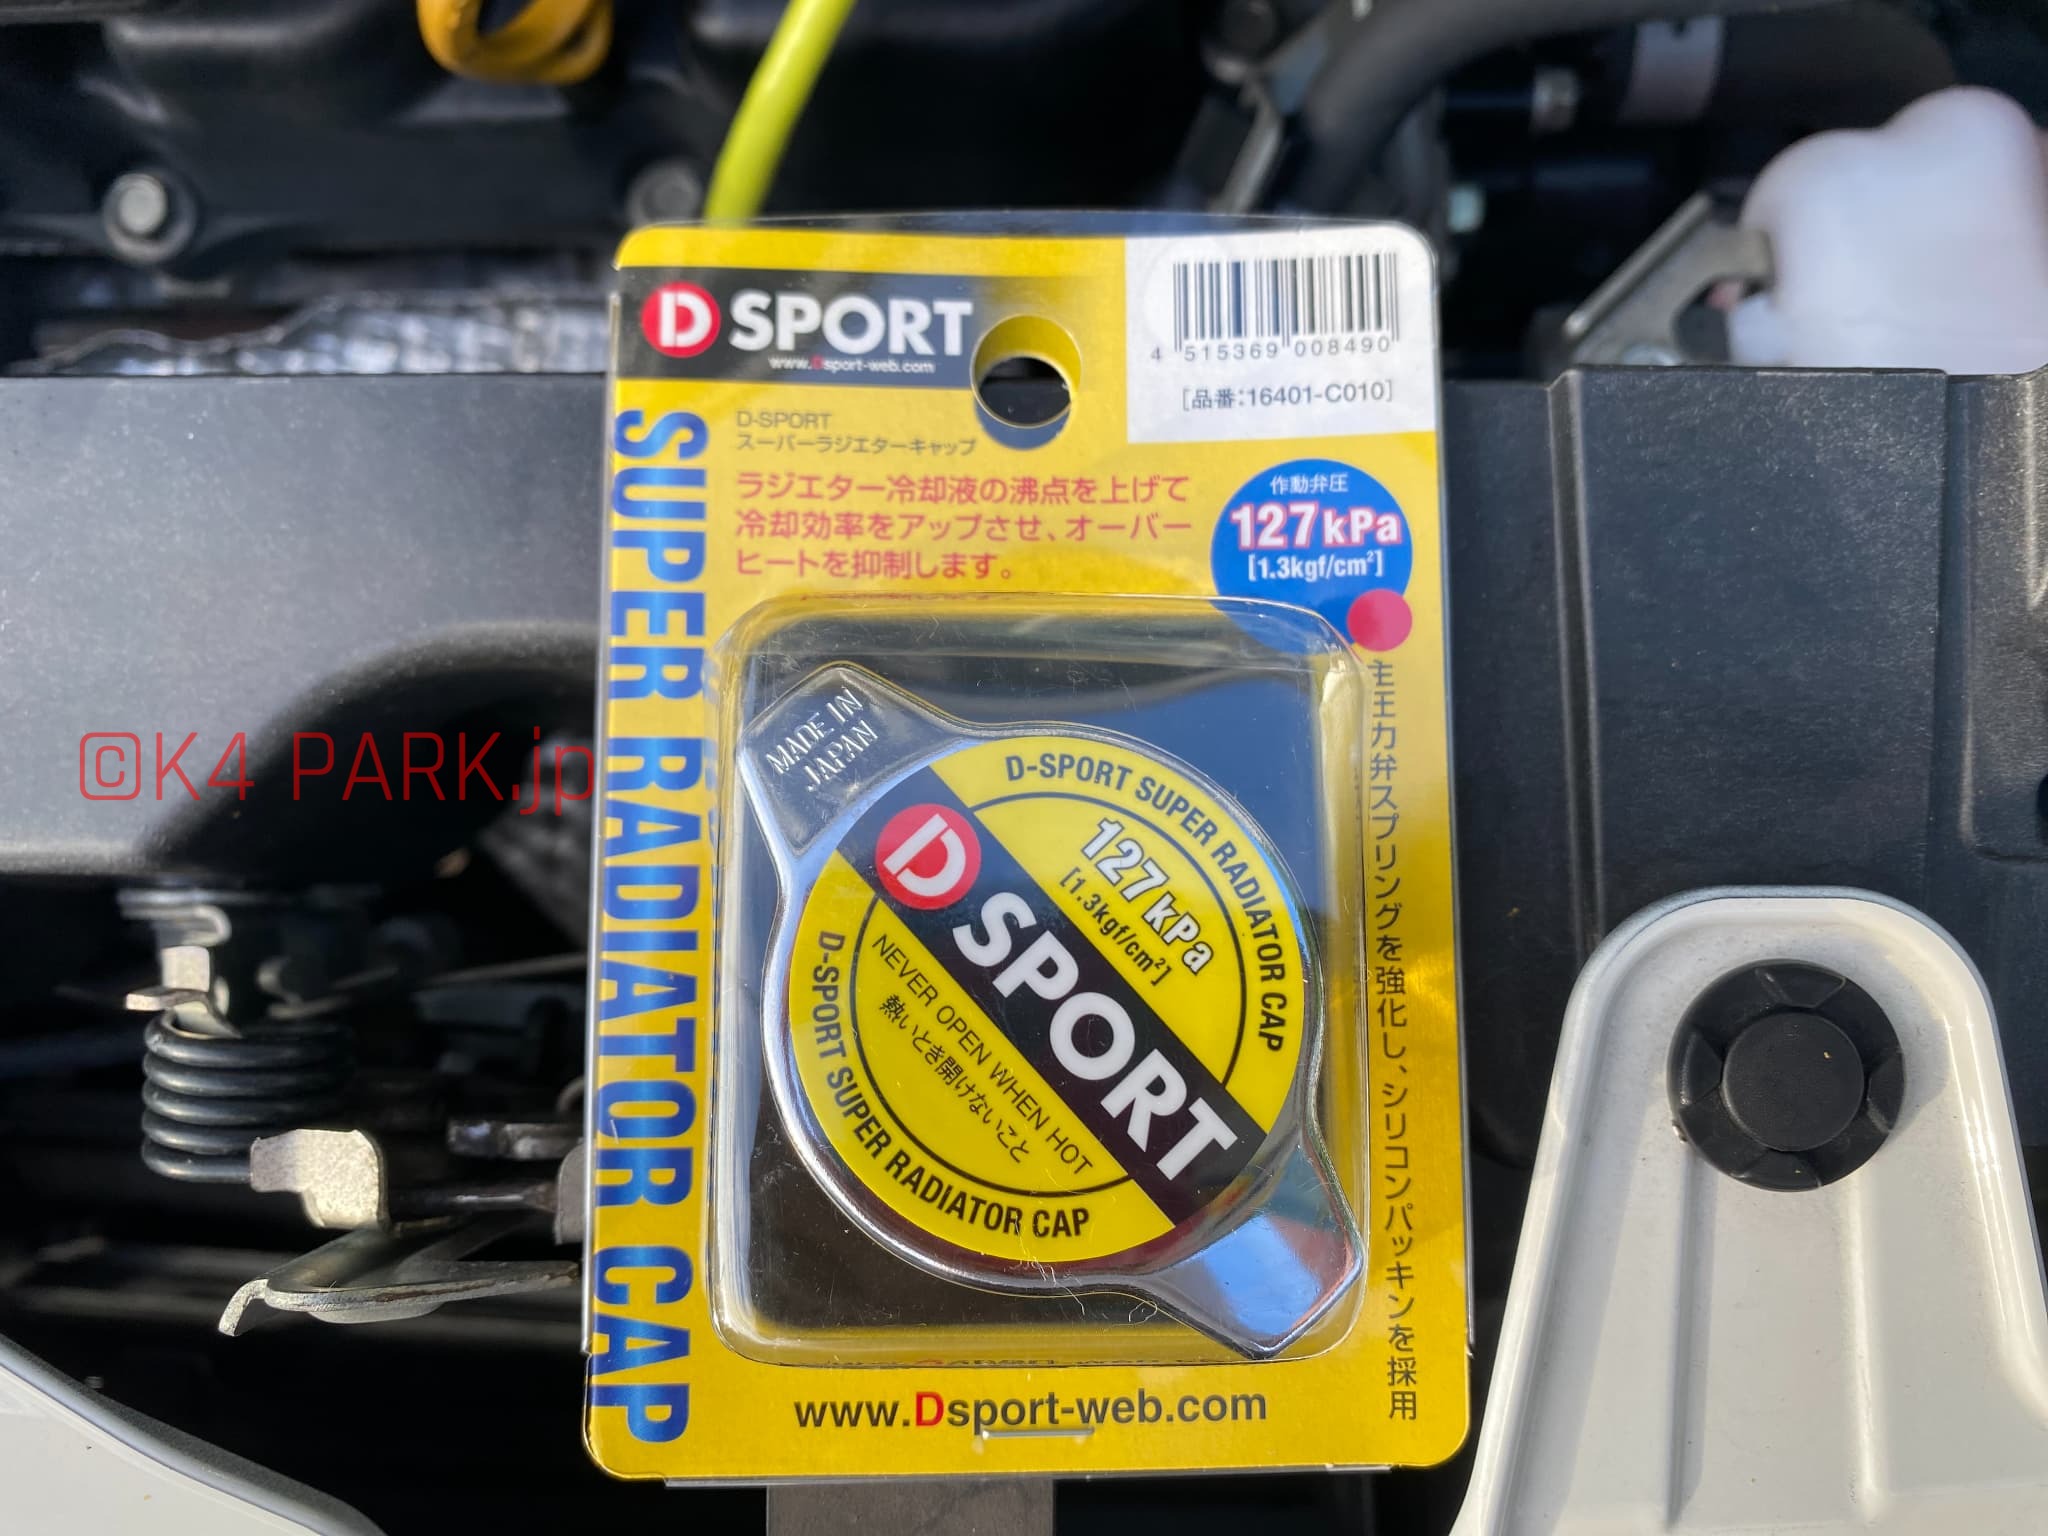 D SPORT
www.Dsport-web.com
4 515369 008490
[品番:16401-C010]
D-SPORT
スーパーラジエターキャップ
ラジエター冷却液の沸点を上げて
冷却効率をアップさせ、オーバー
ヒートを抑制します。
作動弁圧
127kPa
[1.3kgf/cm²]
SUPER RADIATOR CAP
主圧力弁スプリングを強化し、シリコンパッキンを採用
MADE IN
JAPAN
D-SPORT SUPER RADIATOR CAP
127kPa
[1.3kgf/cm²]
D SPORT
NEVER OPEN WHEN HOT
熱いとき開けないこと
D-SPORT SUPER RADIATOR CAP
www.Dsport-web.com
©K4 PARK.jp